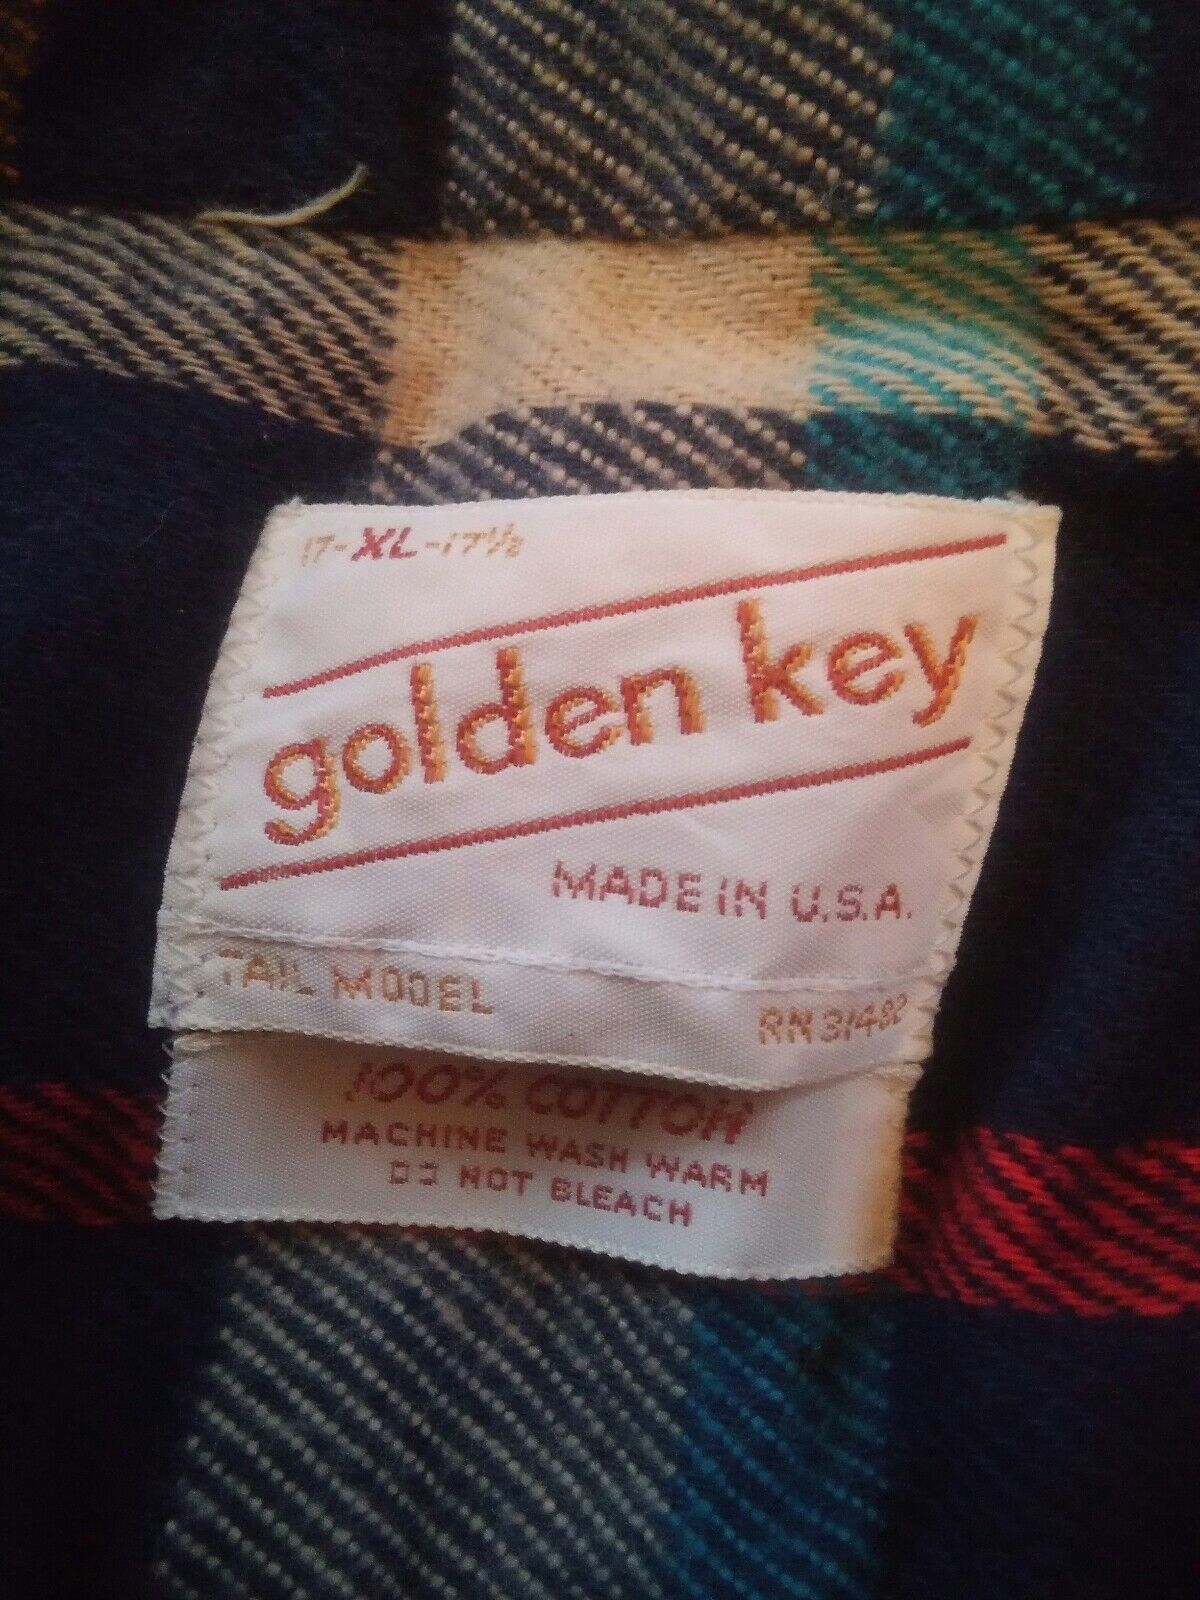 17-XL-17½
golden key
MADE IN U.S.A.
TAIL MODEL
RN 31482
100% COTTON
MACHINE WASH WARM
DO NOT BLEACH